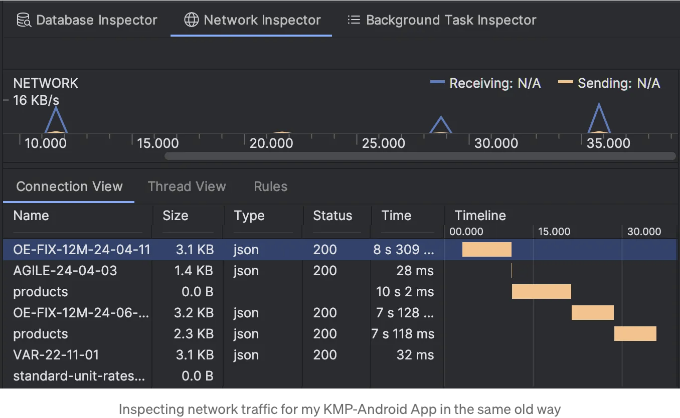 Database Inspector Network Inspector Background Task Inspector
NETWORK Receiving: N/A Sending: N/A
16 KB/s
10.000 15.000 20.000 25.000 30.000 35.000
Connection View Thread View Rules
Name Size Type Status Time Timeline
00.000 15.000 30.000
OE-FIX-12M-24-04-11 3.1 KB json 200 8 s 309 ...
AGILE-24-04-03 1.4 KB json 200 28 ms
products 0.0 B 10 s 2 ms
OE-FIX-12M-24-06-... 3.2 KB json 200 7 s 128 ...
products 2.3 KB json 200 7 s 118 ms
VAR-22-11-01 3.1 KB json 200 32 ms
standard-unit-rates... 0.0 B
Inspecting network traffic for my KMP-Android App in the same old way